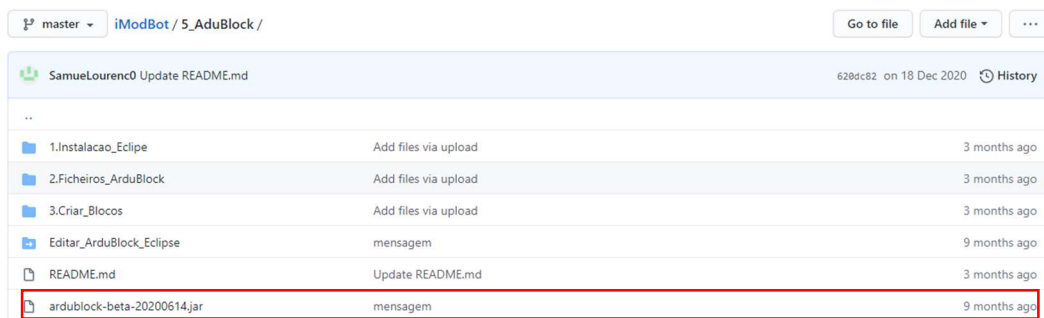 master iModBot / 5_AduBlock / Go to file Add file ...
SamueLourenc0 Update README.md 620dc82 on 18 Dec 2020 History
..
1.Instalacao_Eclipe Add files via upload 3 months ago
2.Ficheiros_ArduBlock Add files via upload 3 months ago
3.Criar_Blocos Add files via upload 3 months ago
Editar_ArduBlock_Eclipse mensagem 9 months ago
README.md Update README.md 3 months ago
ardublock-beta-20200614.jar mensagem 9 months ago